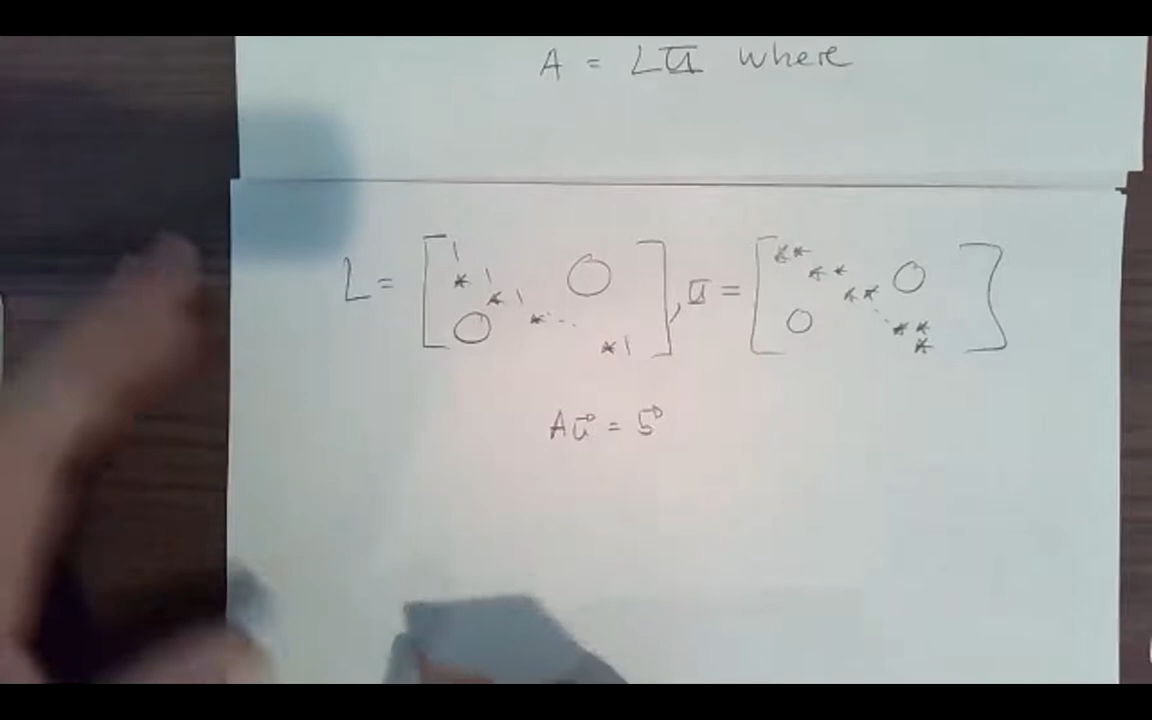 A = LU where
L = [ 1 * 1 * 1 * ⋱ * 1 O O ], U = [ * * * * * * ⋱ * * * O O ]
Au⃗ = b⃗